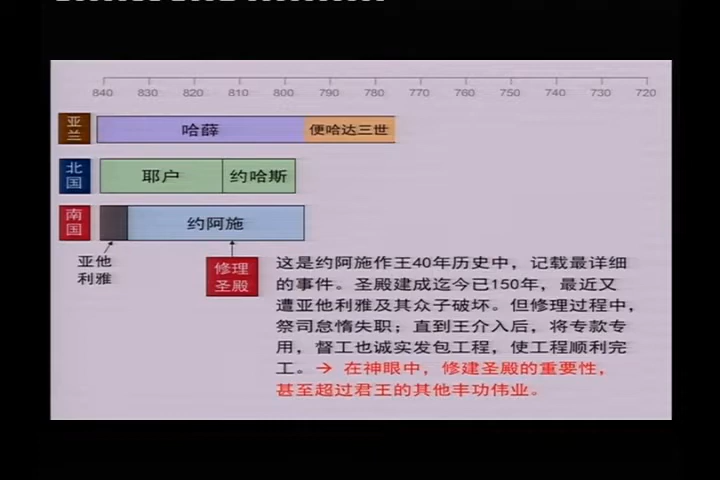 840 830 820 810 800 790 780 770 760 750 740 730 720
亚兰
哈薛
便哈达三世
北国
耶户
约哈斯
南国
约阿施
亚他
利雅
修理
圣殿
这是约阿施作王40年历史中，记载最详细
的事件。圣殿建成迄今已150年，最近又
遭亚他利雅及其众子破坏。但修理过程中，
祭司怠惰失职；直到王介入后，将专款专
用，督工也诚实发包工程，使工程顺利完
工。→ 在神眼中，修建圣殿的重要性，
甚至超过君王的其他丰功伟业。